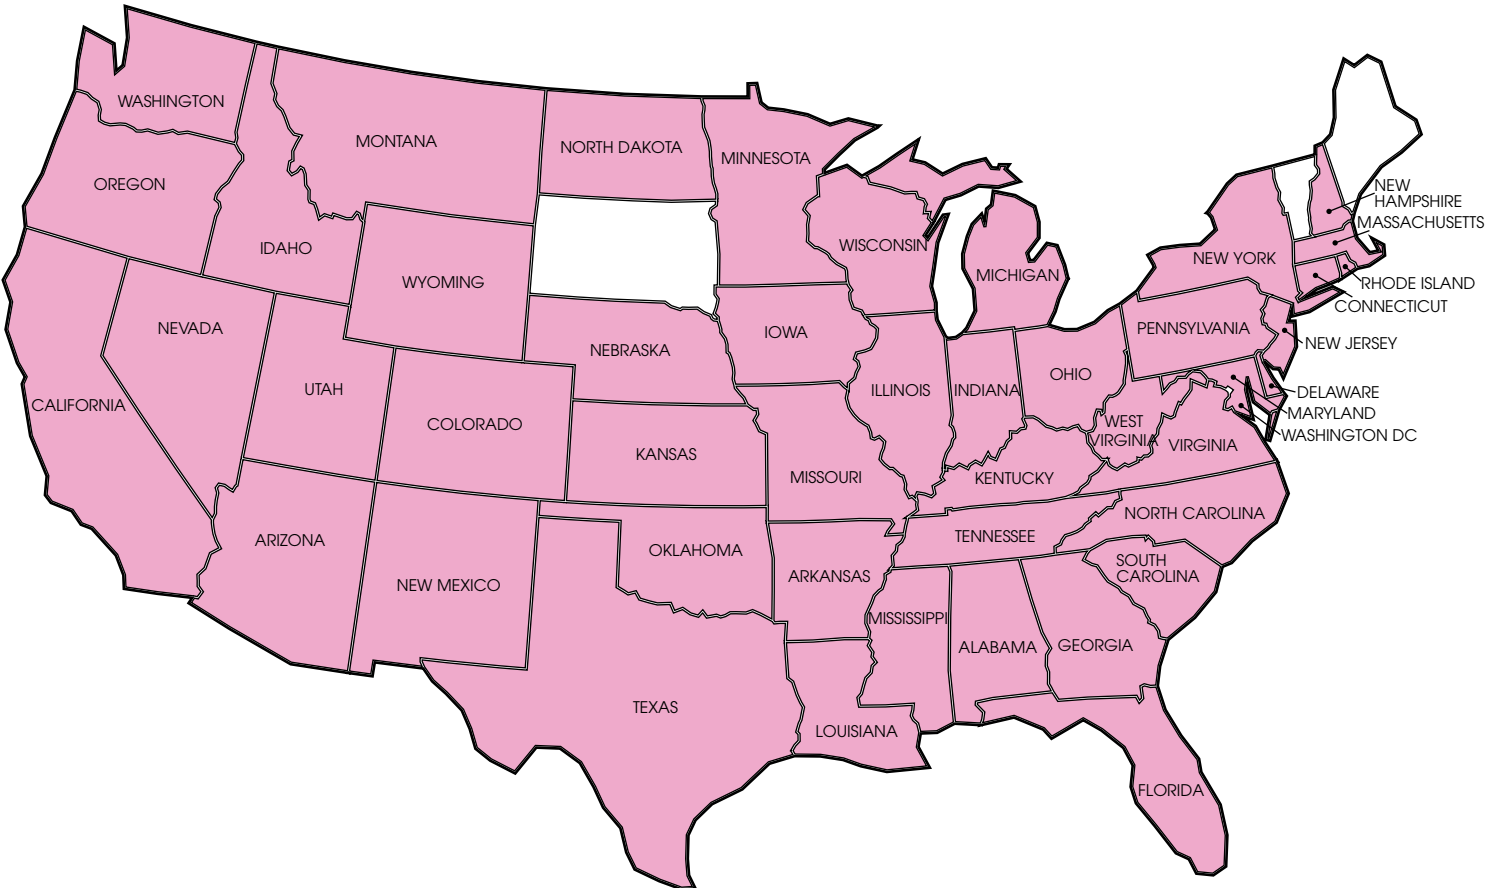 WASHINGTON
MONTANA
NORTH DAKOTA
MINNESOTA
OREGON
IDAHO
WISCONSIN
NEW
HAMPSHIRE
MASSACHUSETTS
NEW YORK
MICHIGAN
WYOMING
RHODE ISLAND
CONNECTICUT
NEVADA
IOWA
PENNSYLVANIA
NEW JERSEY
NEBRASKA
OHIO
UTAH
ILLINOIS
INDIANA
DELAWARE
CALIFORNIA
MARYLAND
COLORADO
WEST
VIRGINIA
WASHINGTON DC
VIRGINIA
KANSAS
MISSOURI
KENTUCKY
NORTH CAROLINA
ARIZONA
TENNESSEE
OKLAHOMA
SOUTH
CAROLINA
ARKANSAS
NEW MEXICO
MISSISSIPPI
ALABAMA
GEORGIA
TEXAS
LOUISIANA
FLORIDA